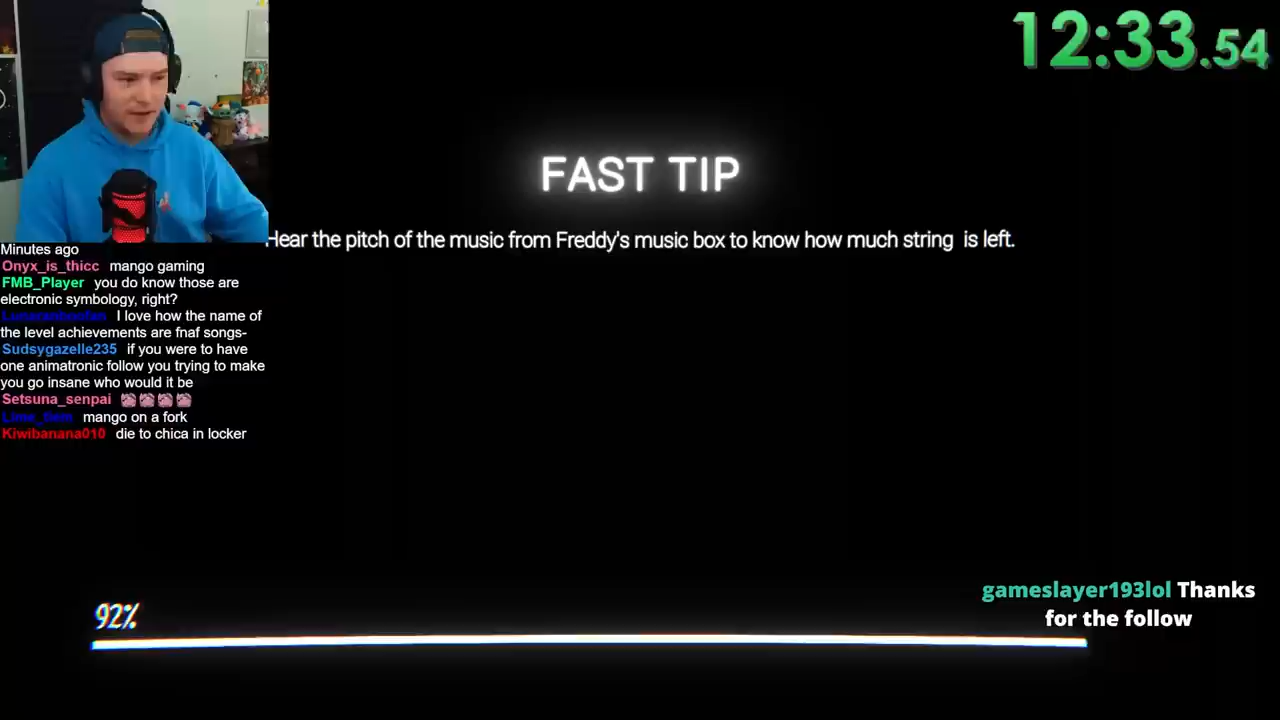 12:33.54
FAST TIP
Hear the pitch of the music from Freddy's music box to know how much string is left.
Minutes ago
Onyx_is_thicc mango gaming
FMB_Player you do know those are
electronic symbology, right?
I love how the name of
the level achievements are fnaf songs-
Sudsygazelle235 if you were to have
one animatronic follow you trying to make
you go insane who would it be
Setsuna_senpai
mango on a fork
Kiwibanana010 die to chica in locker
gameslayer193lol Thanks
for the follow
92%